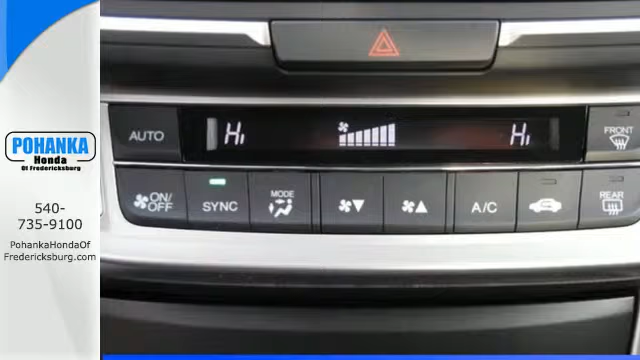 POHANKA
Honda
Of Fredericksburg
540-
735-9100
PohankaHondaOf
Fredericksburg.com
AUTO
Hi
Hi
FRONT
ON/
OFF
SYNC
MODE
A/C
REAR